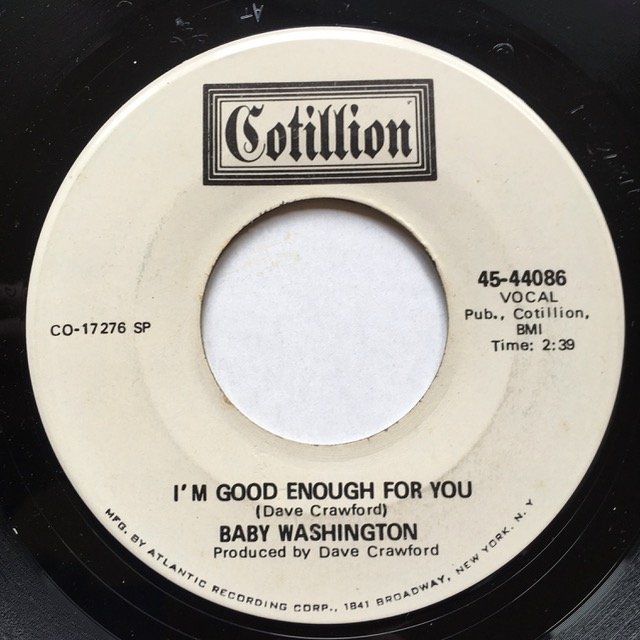 Cotillion
45-44086
VOCAL
Pub., Cotillion,
BMI
Time: 2:39
CO-17276 SP
I'M GOOD ENOUGH FOR YOU
(Dave Crawford)
BABY WASHINGTON
Produced by Dave Crawford
MFG. BY ATLANTIC RECORDING CORP., 1841 BROADWAY, NEW YORK, N. Y.